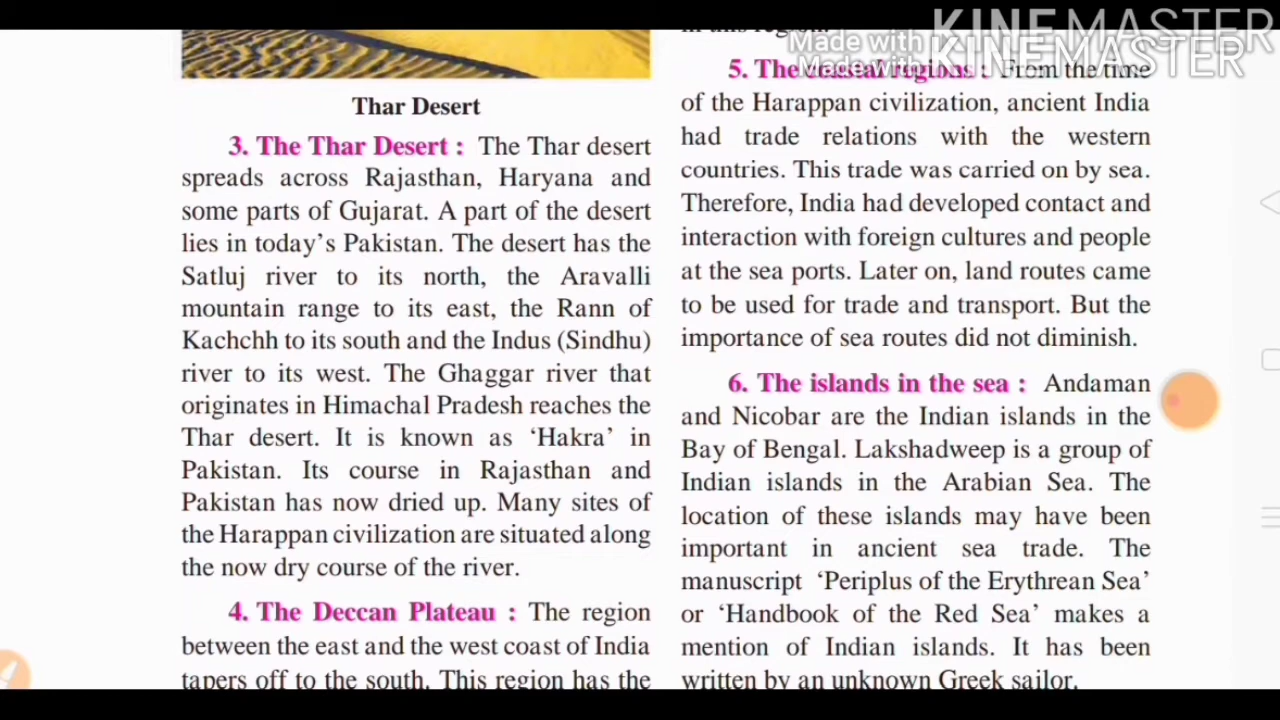 KINEMASTER
Made with
KINEMASTER
Made with
Thar Desert
3. The Thar Desert : The Thar desert
spreads across Rajasthan, Haryana and
some parts of Gujarat. A part of the desert
lies in today's Pakistan. The desert has the
Satluj river to its north, the Aravalli
mountain range to its east, the Rann of
Kachchh to its south and the Indus (Sindhu)
river to its west. The Ghaggar river that
originates in Himachal Pradesh reaches the
Thar desert. It is known as ‘Hakra’ in
Pakistan. Its course in Rajasthan and
Pakistan has now dried up. Many sites of
the Harappan civilization are situated along
the now dry course of the river.
4. The Deccan Plateau : The region
between the east and the west coast of India
tapers off to the south. This region has the
in this region.
5. The coastal regions : From the time
of the Harappan civilization, ancient India
had trade relations with the western
countries. This trade was carried on by sea.
Therefore, India had developed contact and
interaction with foreign cultures and people
at the sea ports. Later on, land routes came
to be used for trade and transport. But the
importance of sea routes did not diminish.
6. The islands in the sea : Andaman
and Nicobar are the Indian islands in the
Bay of Bengal. Lakshadweep is a group of
Indian islands in the Arabian Sea. The
location of these islands may have been
important in ancient sea trade. The
manuscript ‘Periplus of the Erythrean Sea’
or ‘Handbook of the Red Sea’ makes a
mention of Indian islands. It has been
written by an unknown Greek sailor.